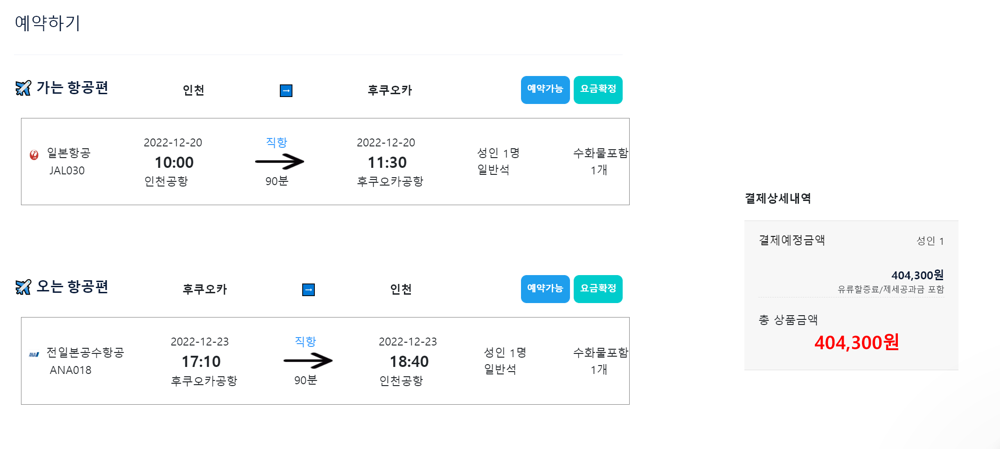 예약하기
가는 항공편 인천 → 후쿠오카 예약가능 요금확정
일본항공
JAL030
2022-12-20
10:00
인천공항
직항
90분
2022-12-20
11:30
후쿠오카공항
성인 1명
일반석
수화물포함
1개
오는 항공편 후쿠오카 → 인천 예약가능 요금확정
ANA
전일본공수항공
ANA018
2022-12-23
17:10
후쿠오카공항
직항
90분
2022-12-23
18:40
인천공항
성인 1명
일반석
수화물포함
1개
결제상세내역
결제예정금액 성인 1
404,300원
유류할증료/제세공과금 포함
총 상품금액
404,300원